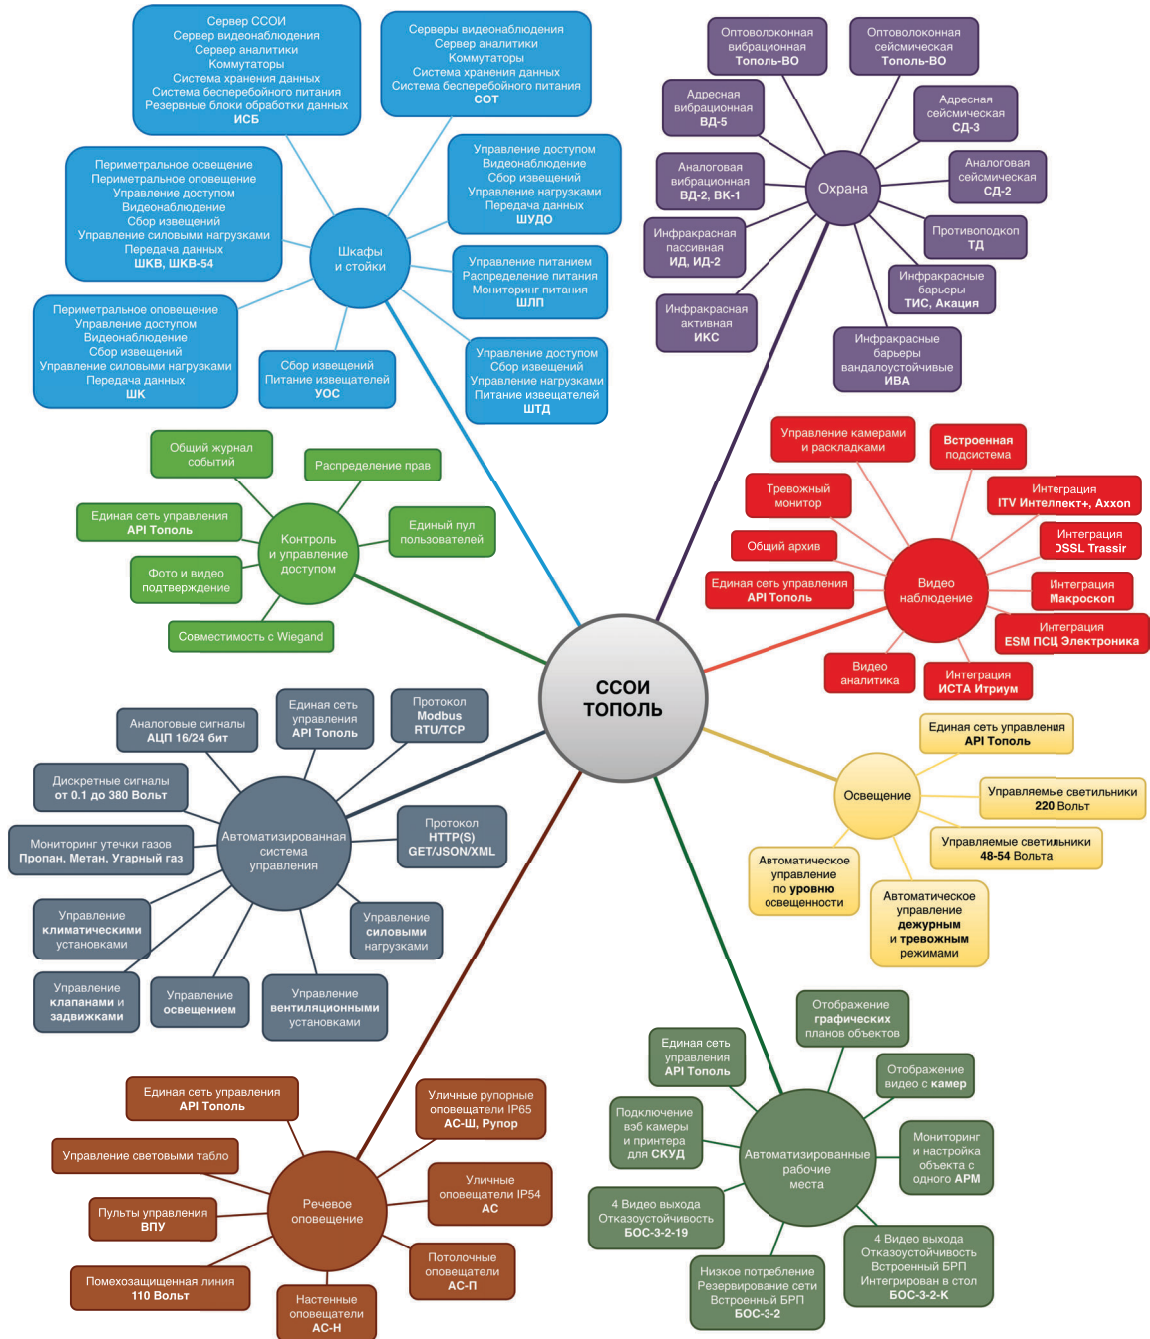 Сервер ССОИ
Сервер видеонаблюдения
Сервер аналитики
Коммутаторы
Система хранения данных
Система бесперебойного питания
Резервные блоки обработки данных
ИСБ
Серверы видеонаблюдения
Сервер аналитики
Коммутаторы
Система хранения данных
Система бесперебойного питания
СОТ
Периметральное освещение
Периметральное оповещение
Управление доступом
Видеонаблюдение
Сбор извещений
Управление силовыми нагрузками
Передача данных
ШКВ, ШКВ-54
Управление доступом
Видеонаблюдение
Сбор извещений
Управление нагрузками
Передача данных
ШУДО
Шкафы
и стойки
Управление питанием
Распределение питания
Мониторинг питания
ШЛП
Периметральное оповещение
Управление доступом
Видеонаблюдение
Сбор извещений
Управление силовыми нагрузками
Передача данных
ШК
Сбор извещений
Питание извещателей
УОС
Управление доступом
Сбор извещений
Управление нагрузками
Питание извещателей
ШТД
Оптоволоконная
вибрационная
Тополь-ВО
Оптоволоконная
сейсмическая
Тополь-ВО
Адресная
вибрационная
ВД-5
Адресная
сейсмическая
СД-3
Аналоговая
вибрационная
ВД-2, ВК-1
Охрана
Аналоговая
сейсмическая
СД-2
Инфракрасная
пассивная
ИД, ИД-2
Противоподкоп
ТД
Инфракрасные
барьеры
ТИС, Акация
Инфракрасная
активная
ИКС
Инфракрасные
барьеры
вандалоустойчивые
ИВА
Общий журнал
событий
Распределение прав
Единая сеть управления
API Тополь
Контроль
и управление
доступом
Единый пул
пользователей
Фото и видео
подтверждение
Совместимость с Wiegand
Управление камерами
и раскладками
Встроенная
подсистема
Тревожный
монитор
Интеграция
ITV Интеллект+, Axxon
Общий архив
Интеграция
DSSL Trassir
Единая сеть управления
API Тополь
Видео
наблюдение
Интеграция
Макроскоп
Интеграция
ESM ПСЦ Электроника
Видео
аналитика
Интеграция
ИСТА Итриум
ССОИ
ТОПОЛЬ
Аналоговые сигналы
АЦП 16/24 бит
Единая сеть
управления
API Тополь
Протокол
Modbus
RTU/TCP
Дискретные сигналы
от 0.1 до 380 Вольт
Мониторинг утечки газов
Пропан. Метан. Угарный газ
Автоматизированная
система
управления
Протокол
HTTP(S)
GET/JSON/XML
Управление
климатическими
установками
Управление
силовыми
нагрузками
Управление
клапанами и
задвижками
Управление
освещением
Управление
вентиляционными
установками
Единая сеть управления
API Тополь
Освещение
Управляемые светильники
220 Вольт
Управляемые светильники
48-54 Вольта
Автоматическое
управление
по уровню
освещенности
Автоматическое
управление
дежурным
и тревожным
режимами
Единая сеть управления
API Тополь
Уличные рупорные
оповещатели IP65
АС-Ш, Рупор
Управление световыми табло
Уличные
оповещатели IP54
АС
Пульты управления
ВПУ
Речевое
оповещение
Помехозащищенная линия
110 Вольт
Потолочные
оповещатели
АС-П
Настенные
оповещатели
АС-Н
Отображение
графических
планов объектов
Единая сеть
управления
API Тополь
Отображение
видео с камер
Подключение
вэб камеры
и принтера
для СКУД
Автоматизированные
рабочие
места
Мониторинг
и настройка
объекта с
одного АРМ
4 Видео выхода
Отказоустойчивость
БОС-3-2-19
Низкое потребление
Резервирование сети
Встроенный БРП
БОС-3-2
4 Видео выхода
Отказоустойчивость
Встроенный БРП
Интегрирован в стол
БОС-3-2-К